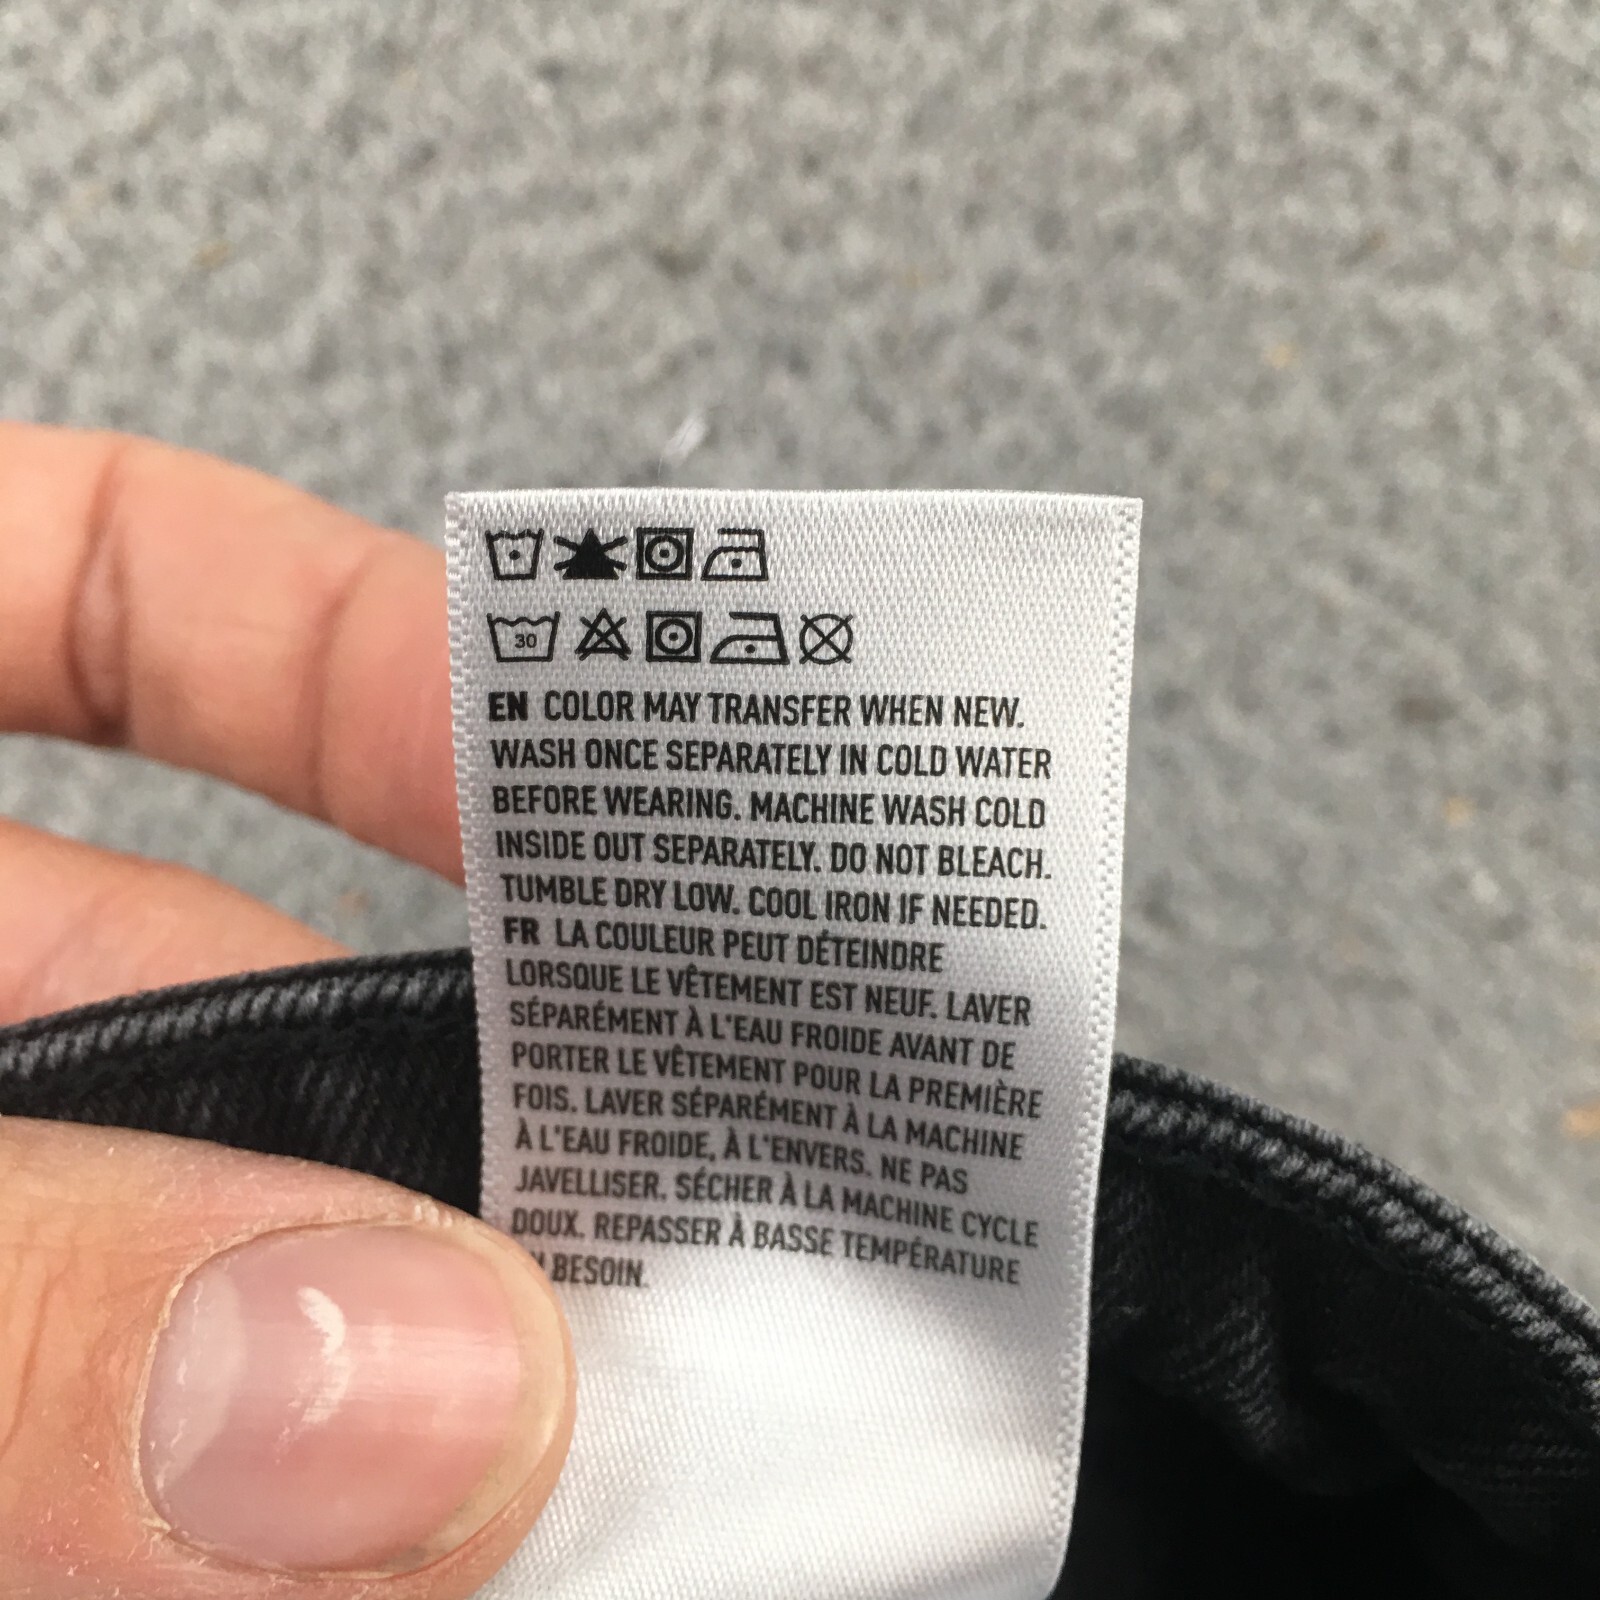 30
EN COLOR MAY TRANSFER WHEN NEW.
WASH ONCE SEPARATELY IN COLD WATER
BEFORE WEARING. MACHINE WASH COLD
INSIDE OUT SEPARATELY. DO NOT BLEACH.
TUMBLE DRY LOW. COOL IRON IF NEEDED.
FR LA COULEUR PEUT DÉTEINDRE
LORSQUE LE VÊTEMENT EST NEUF. LAVER
SÉPARÉMENT À L'EAU FROIDE AVANT DE
PORTER LE VÊTEMENT POUR LA PREMIÈRE
FOIS. LAVER SÉPARÉMENT À LA MACHINE
À L'EAU FROIDE, À L'ENVERS. NE PAS
JAVELLISER. SÉCHER À LA MACHINE CYCLE
DOUX. REPASSER À BASSE TEMPÉRATURE
BESOIN.